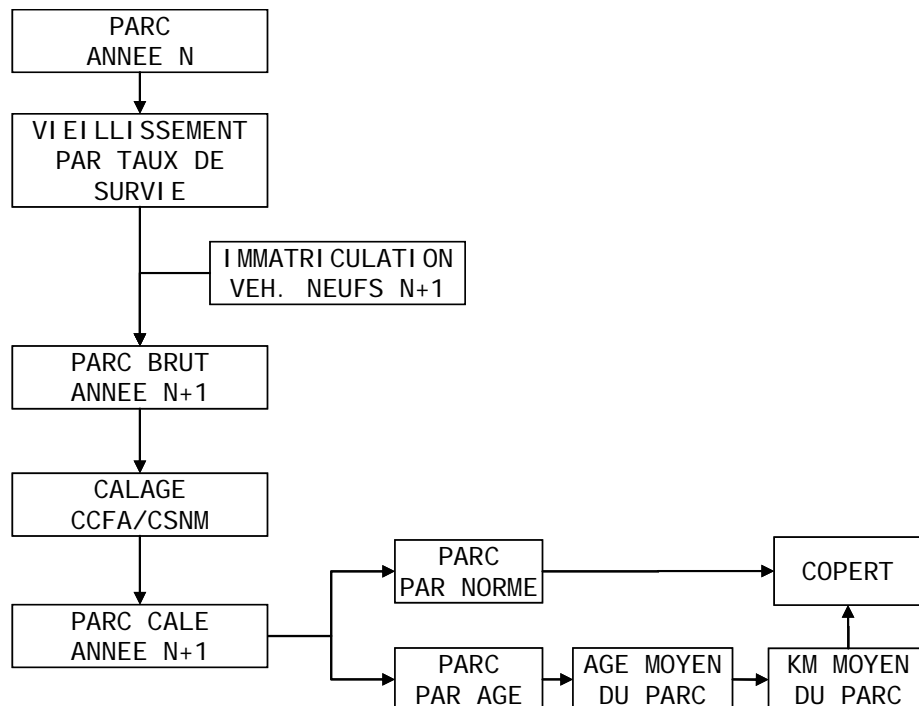 PARC
ANNEE N
VIEILLISSEMENT
PAR TAUX DE
SURVIE
IMMATRICULATION
VEH. NEUFS N+1
PARC BRUT
ANNEE N+1
CALAGE
CCFA/CSNM
PARC CALE
ANNEE N+1
PARC
PAR NORME
COPERT
PARC
PAR AGE
AGE MOYEN
DU PARC
KM MOYEN
DU PARC